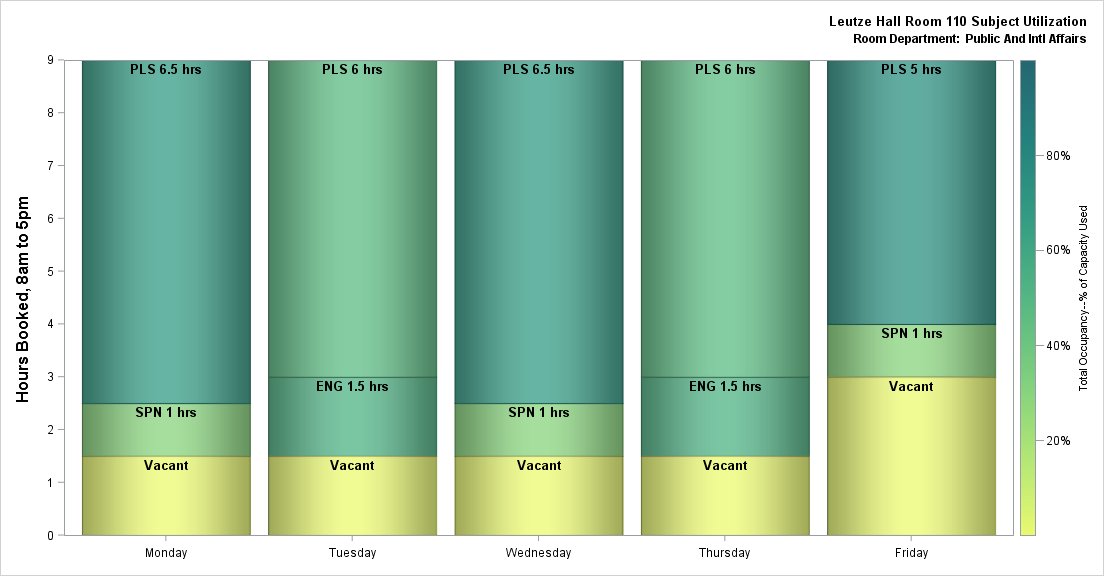 Leutze Hall Room 110 Subject Utilization
Room Department: Public And Intl Affairs
Hours Booked, 8am to 5pm
9
8
7
6
5
4
3
2
1
0
PLS 6.5 hrs
SPN 1 hrs
Vacant
Monday
PLS 6 hrs
ENG 1.5 hrs
Vacant
Tuesday
PLS 6.5 hrs
SPN 1 hrs
Vacant
Wednesday
PLS 6 hrs
ENG 1.5 hrs
Vacant
Thursday
PLS 5 hrs
SPN 1 hrs
Vacant
Friday
80%
60%
40%
20%
Total Occupancy--% of Capacity Used